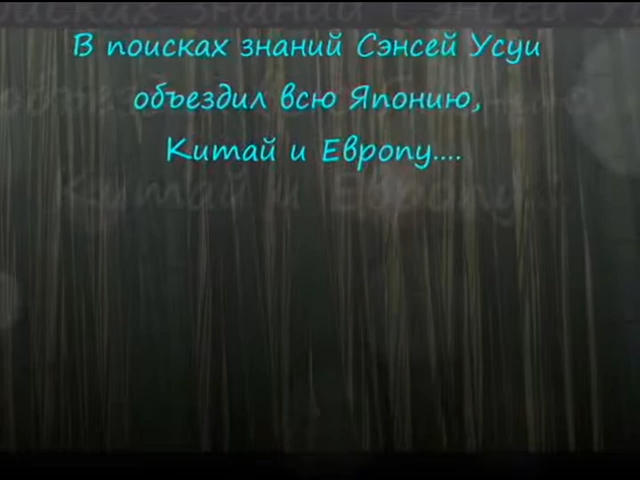 В поисках знаний Сэнсей Усуи
объездил всю Японию,
Китай и Европу....